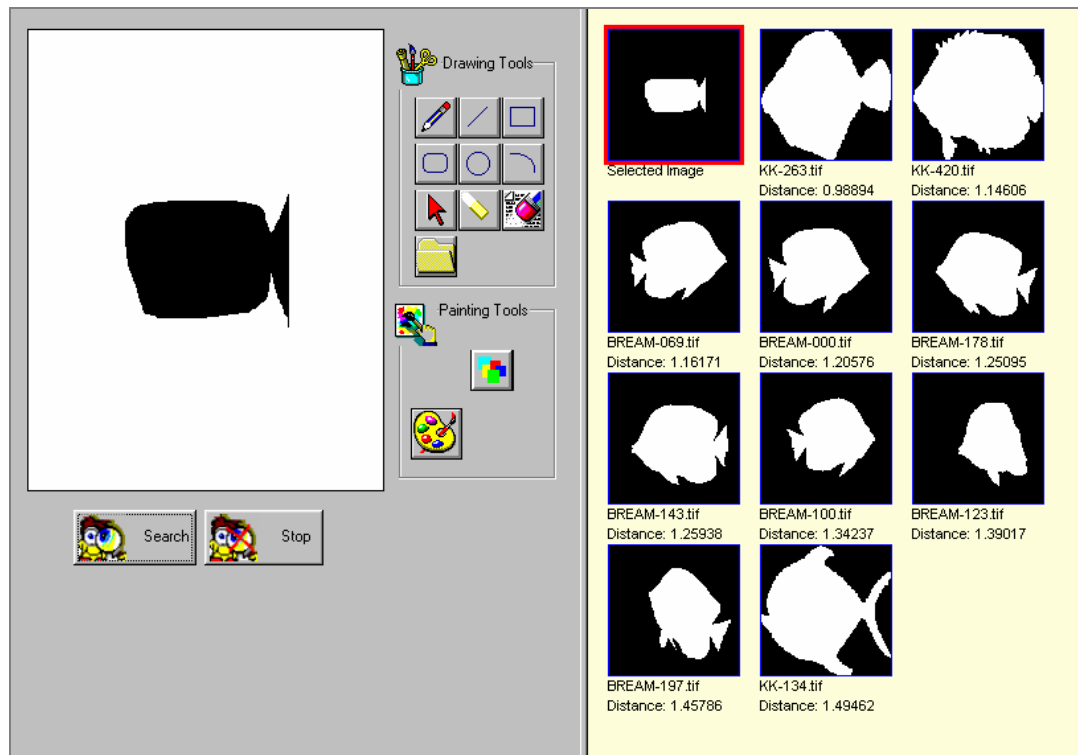 Drawing Tools
Painting Tools
Search
Stop
Selected Image
KK-263.tif
Distance: 0.98894
KK-420.tif
Distance: 1.14606
BREAM-069.tif
Distance: 1.16171
BREAM-000.tif
Distance: 1.20576
BREAM-178.tif
Distance: 1.25095
BREAM-143.tif
Distance: 1.25938
BREAM-100.tif
Distance: 1.34237
BREAM-123.tif
Distance: 1.39017
BREAM-197.tif
Distance: 1.45786
KK-134.tif
Distance: 1.49462